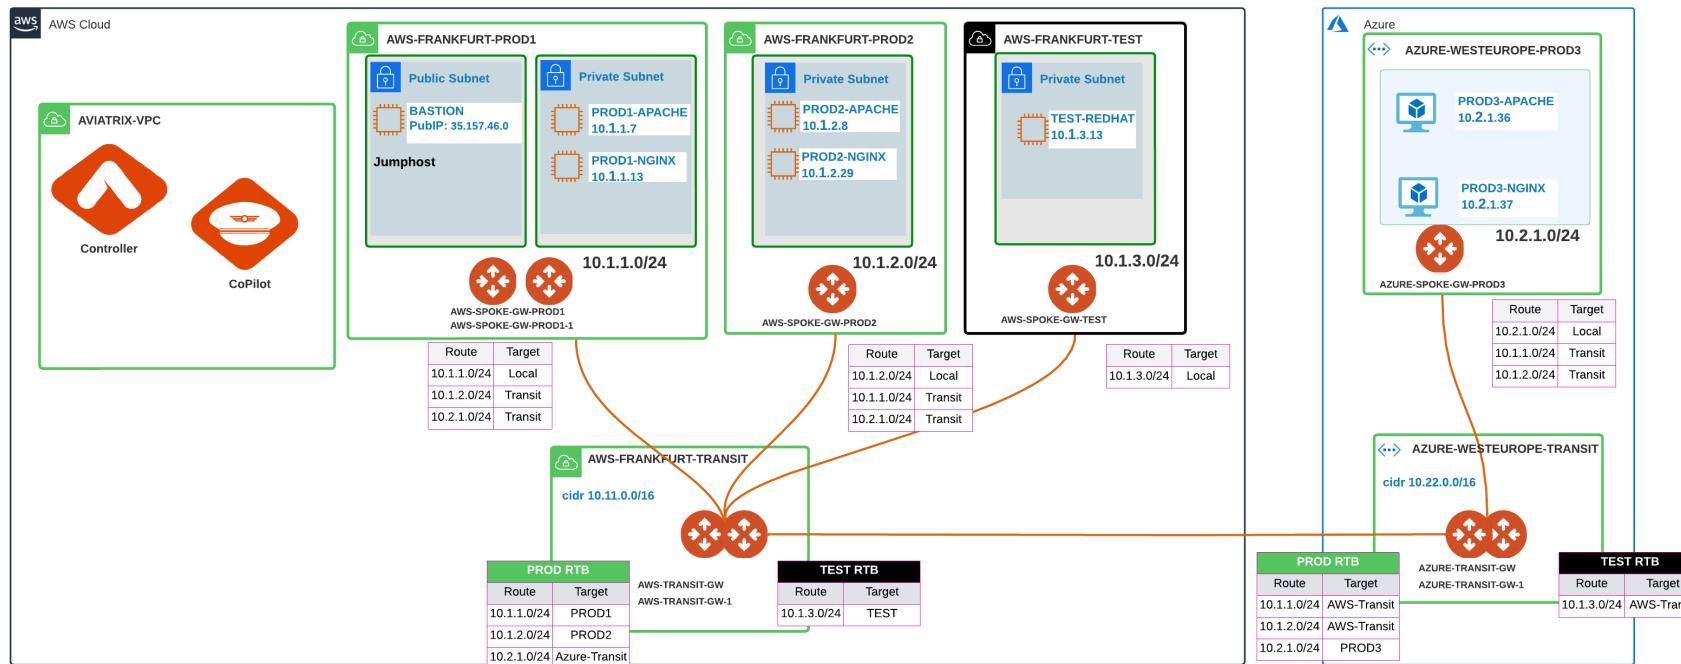 aws
AWS Cloud
AVIATRIX-VPC
Controller
CoPilot
AWS-FRANKFURT-PROD1
Public Subnet
BASTION
PubIP: 35.157.46.0
Jumphost
Private Subnet
PROD1-APACHE
10.1.1.7
PROD1-NGINX
10.1.1.13
10.1.1.0/24
AWS-SPOKE-GW-PROD1
AWS-SPOKE-GW-PROD1-1
Route Target
10.1.1.0/24 Local
10.1.2.0/24 Transit
10.2.1.0/24 Transit
AWS-FRANKFURT-PROD2
Private Subnet
PROD2-APACHE
10.1.2.8
PROD2-NGINX
10.1.2.29
10.1.2.0/24
AWS-SPOKE-GW-PROD2
Route Target
10.1.2.0/24 Local
10.1.1.0/24 Transit
10.2.1.0/24 Transit
AWS-FRANKFURT-TEST
Private Subnet
TEST-REDHAT
10.1.3.13
10.1.3.0/24
AWS-SPOKE-GW-TEST
Route Target
10.1.3.0/24 Local
AWS-FRANKFURT-TRANSIT
cidr 10.11.0.0/16
AWS-TRANSIT-GW
AWS-TRANSIT-GW-1
PROD RTB
Route Target
10.1.1.0/24 PROD1
10.1.2.0/24 PROD2
10.2.1.0/24 Azure-Transit
TEST RTB
Route Target
10.1.3.0/24 TEST
Azure
AZURE-WESTEUROPE-PROD3
PROD3-APACHE
10.2.1.36
PROD3-NGINX
10.2.1.37
10.2.1.0/24
AZURE-SPOKE-GW-PROD3
Route Target
10.2.1.0/24 Local
10.1.1.0/24 Transit
10.1.2.0/24 Transit
AZURE-WESTEUROPE-TRANSIT
cidr 10.22.0.0/16
AZURE-TRANSIT-GW
AZURE-TRANSIT-GW-1
PROD RTB
Route Target
10.1.1.0/24 AWS-Transit
10.1.2.0/24 AWS-Transit
10.2.1.0/24 PROD3
TEST RTB
Route Target
10.1.3.0/24 AWS-Tran